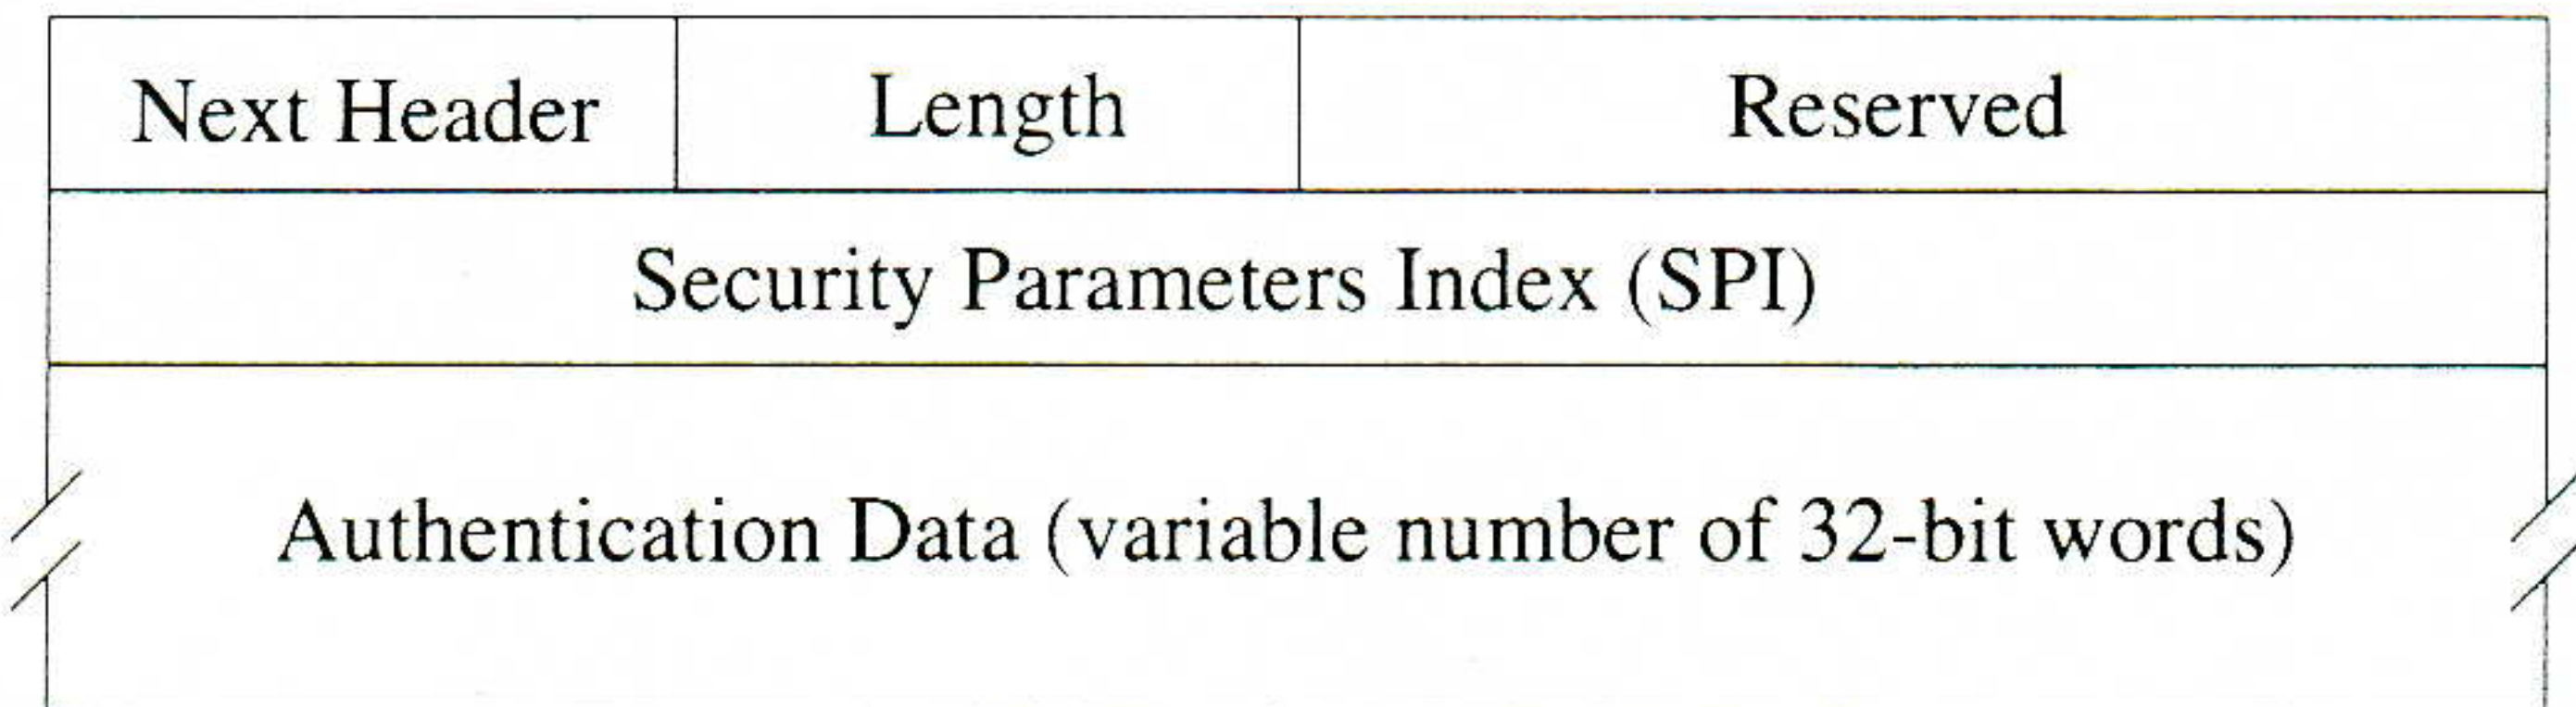 Next Header Length Reserved
Security Parameters Index (SPI)
Authentication Data (variable number of 32-bit words)